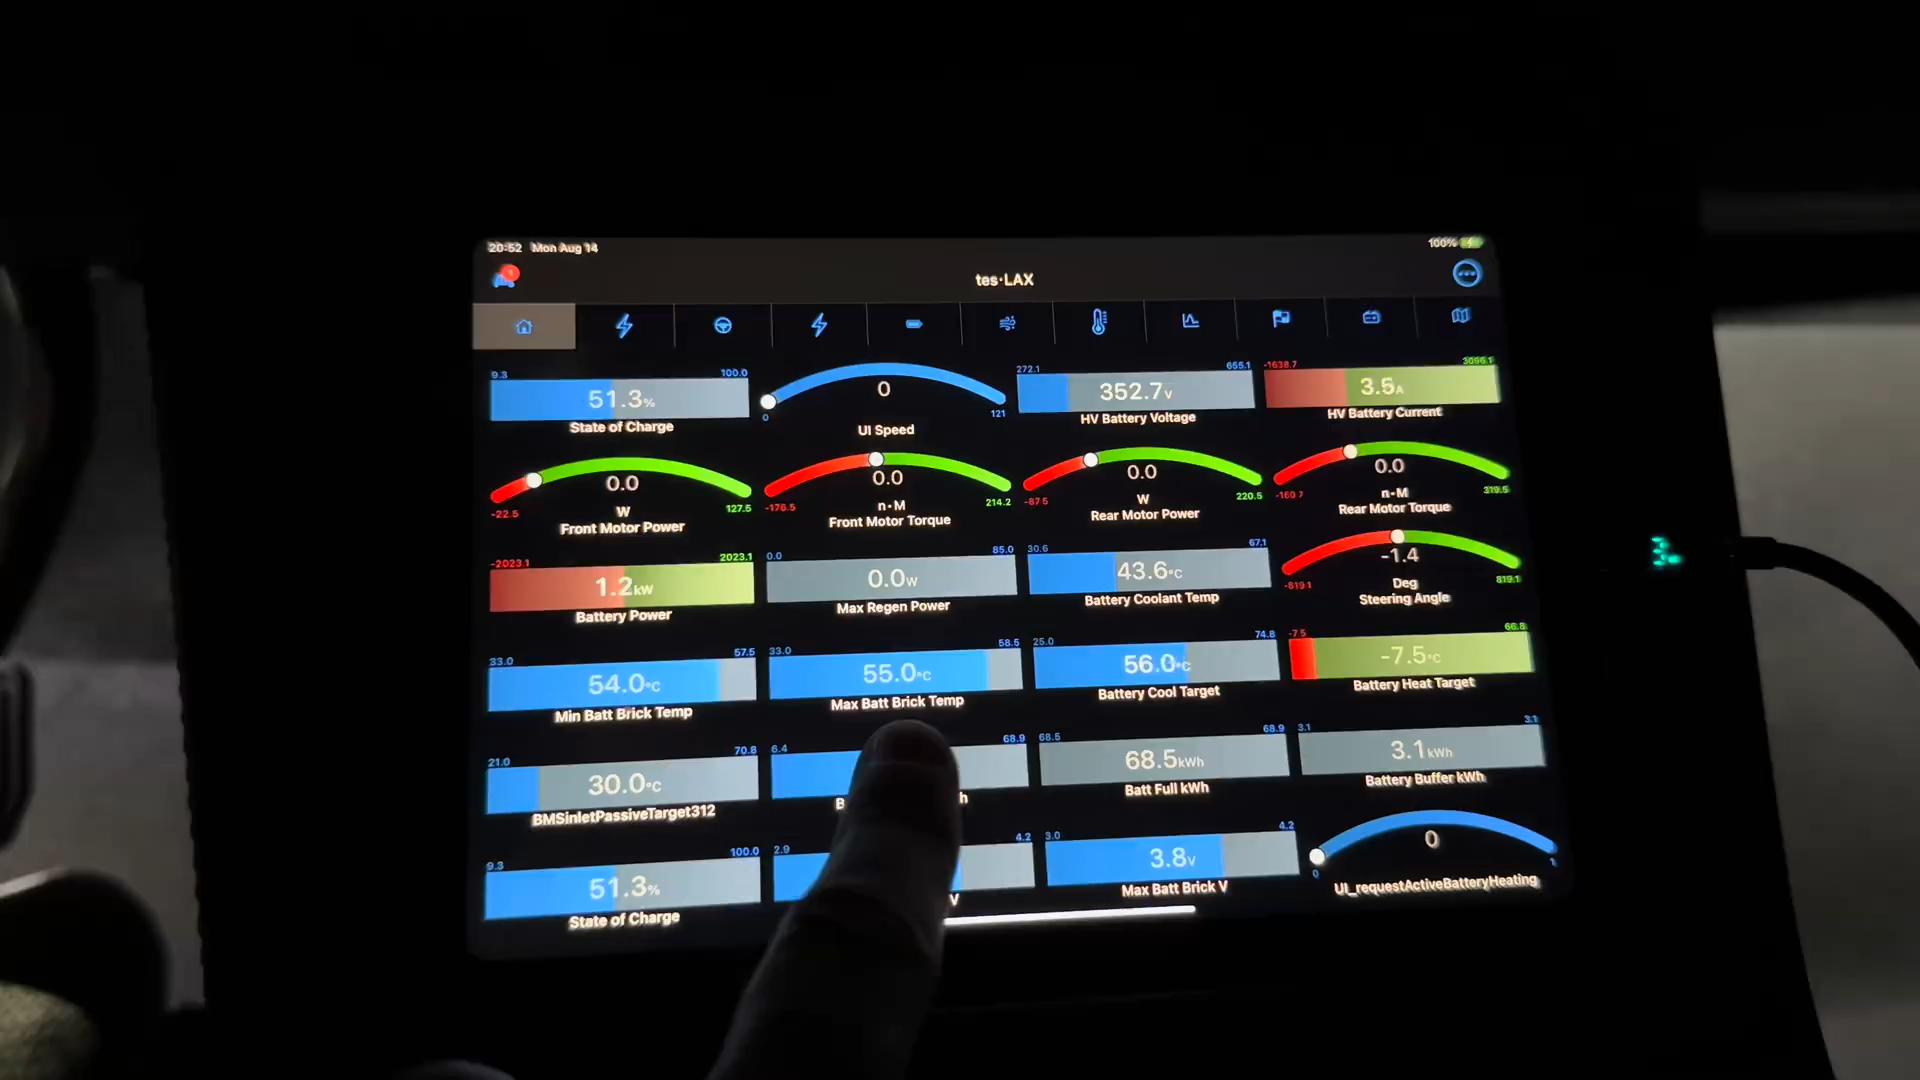 20:52 Mon Aug 14
100%
tes·LAX
9.3 100.0
51.3%
State of Charge
0
0 121
UI Speed
272.1 655.1
352.7V
HV Battery Voltage
-1638.7 3096.1
3.5A
HV Battery Current
0.0
-22.5 127.5
W
Front Motor Power
0.0
-176.5 214.2
n·M
Front Motor Torque
0.0
-87.5 220.5
W
Rear Motor Power
0.0
-160.7 319.5
n·M
Rear Motor Torque
-2023.1 2023.1
1.2kW
Battery Power
0.0 85.0
0.0W
Max Regen Power
30.6 67.1
43.6°C
Battery Coolant Temp
-1.4
-819.1 819.1
Deg
Steering Angle
33.0 57.5
54.0°C
Min Batt Brick Temp
33.0 58.5
55.0°C
Max Batt Brick Temp
25.0 74.8
56.0°C
Battery Cool Target
-7.5 66.8
-7.5°C
Battery Heat Target
21.0 70.8
30.0°C
BMSinletPassiveTarget312
6.4 68.9
68.5 68.9
68.5kWh
Batt Full kWh
3.1 3.1
3.1kWh
Battery Buffer kWh
9.3 100.0
51.3%
State of Charge
2.9 4.2
V
3.0 4.2
3.8V
Max Batt Brick V
0
0 1
UI_requestActiveBatteryHeating